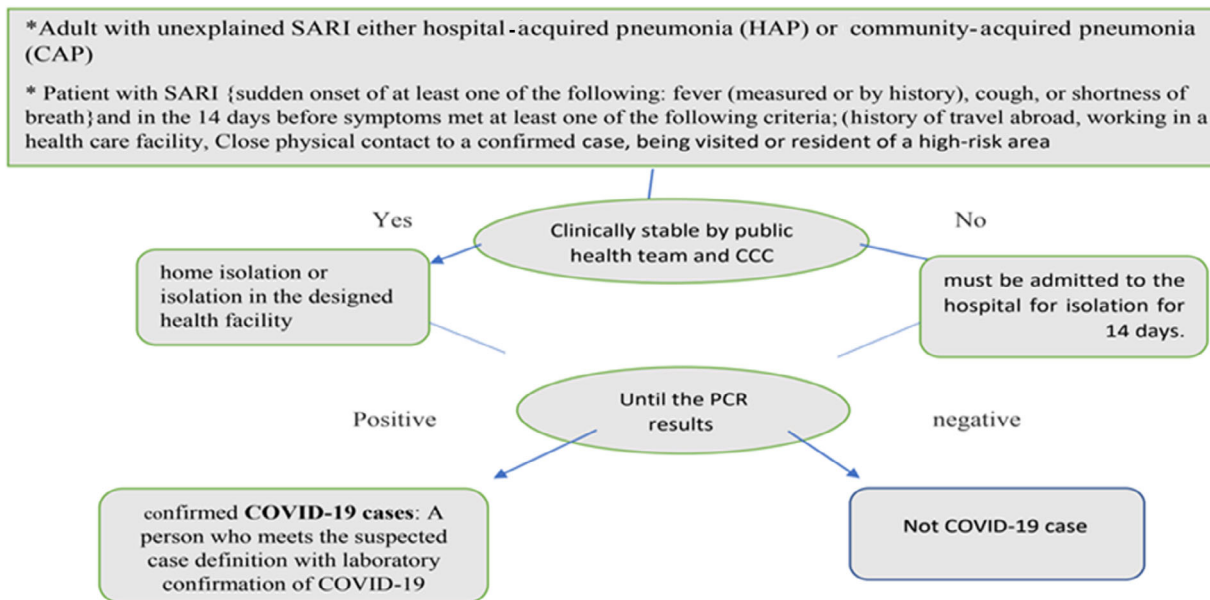 *Adult with unexplained SARI either hospital-acquired pneumonia (HAP) or community-acquired pneumonia
(CAP)
* Patient with SARI {sudden onset of at least one of the following: fever (measured or by history), cough, or shortness of
breath}and in the 14 days before symptoms met at least one of the following criteria; (history of travel abroad, working in a
health care facility, Close physical contact to a confirmed case, being visited or resident of a high-risk area
Yes
Clinically stable by public
health team and CCC
No
home isolation or
isolation in the designed
health facility
must be admitted to the
hospital for isolation for
14 days.
Positive
Until the PCR
results
negative
confirmed COVID-19 cases: A
person who meets the suspected
case definition with laboratory
confirmation of COVID-19
Not COVID-19 case